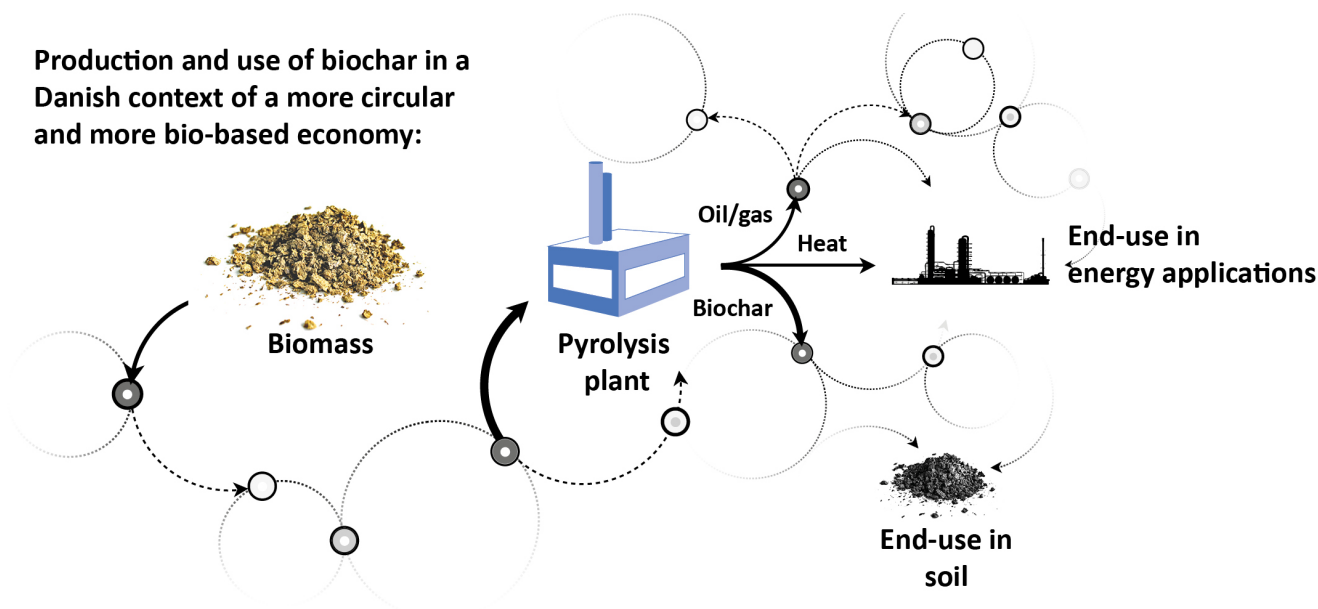 Production and use of biochar in a
Danish context of a more circular
and more bio-based economy:
Biomass
Pyrolysis
plant
Oil/gas
Heat
Biochar
End-use in
energy applications
End-use in
soil